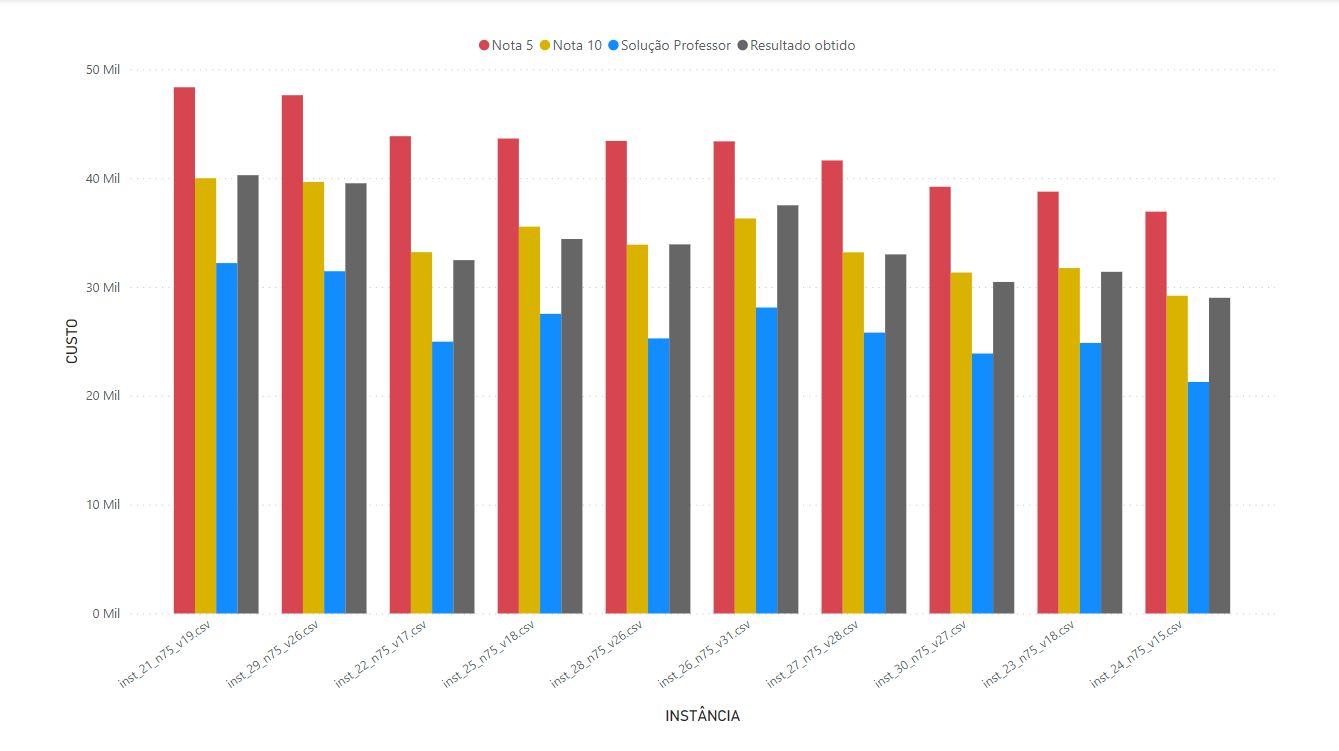 Nota 5 Nota 10 Solução Professor Resultado obtido
50 Mil
40 Mil
30 Mil
20 Mil
10 Mil
0 Mil
CUSTO
inst_21_n75_v19.csv
inst_29_n75_v26.csv
inst_22_n75_v17.csv
inst_25_n75_v18.csv
inst_28_n75_v26.csv
inst_26_n75_v31.csv
inst_27_n75_v28.csv
inst_30_n75_v27.csv
inst_23_n75_v18.csv
inst_24_n75_v15.csv
INSTÂNCIA